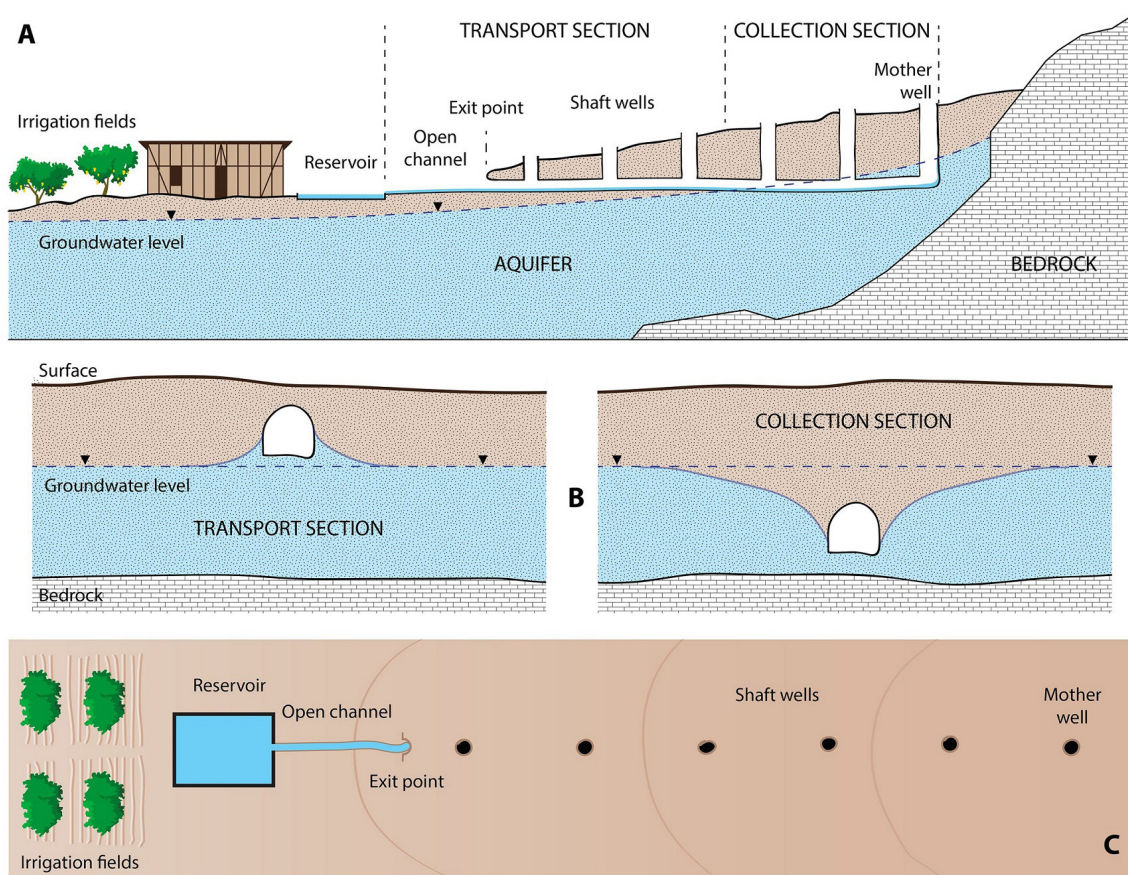 A
TRANSPORT SECTION
COLLECTION SECTION
Mother
well
Exit point
Shaft wells
Irrigation fields
Open
channel
Reservoir
Groundwater level
AQUIFER
BEDROCK
Surface
COLLECTION SECTION
Groundwater level
B
TRANSPORT SECTION
Bedrock
Reservoir
Open channel
Shaft wells
Mother
well
Exit point
C
Irrigation fields